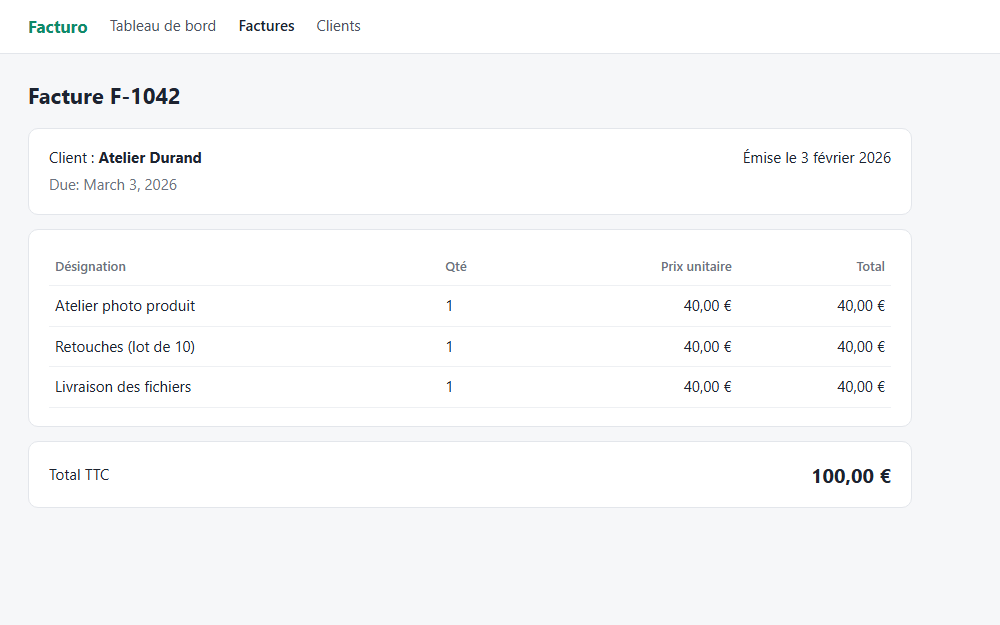 Facturo Tableau de bord Factures Clients
Facture F-1042
Client : Atelier Durand Émise le 3 février 2026
Due: March 3, 2026
Désignation Qté Prix unitaire Total
Atelier photo produit 1 40,00 € 40,00 €
Retouches (lot de 10) 1 40,00 € 40,00 €
Livraison des fichiers 1 40,00 € 40,00 €
Total TTC 100,00 €